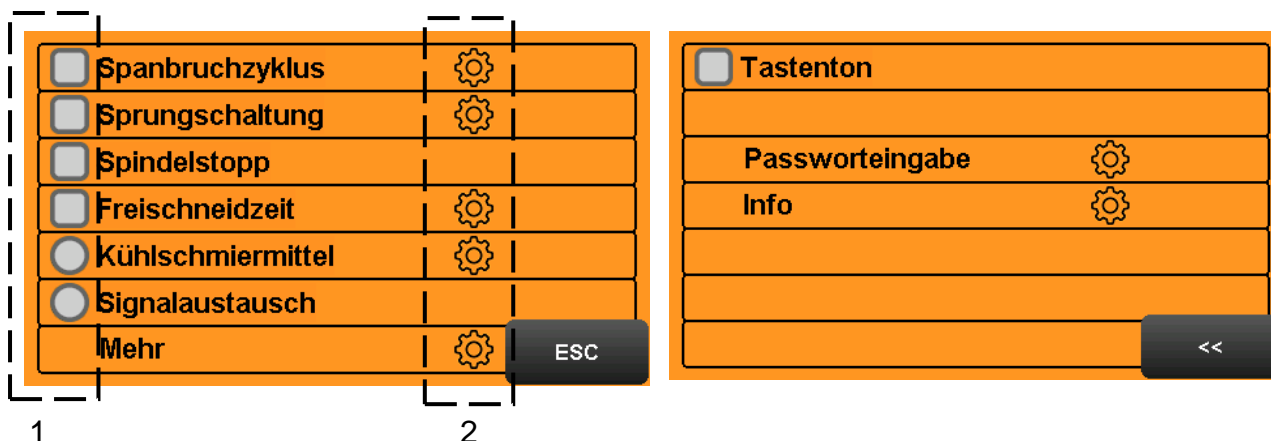 Spanbruchzyklus
Sprungschaltung
Spindelstopp
Freischneidzeit
Kühlschmiermittel
Signalaustausch
Mehr
ESC
1
2
Tastenton
Passworteingabe
Info
<<